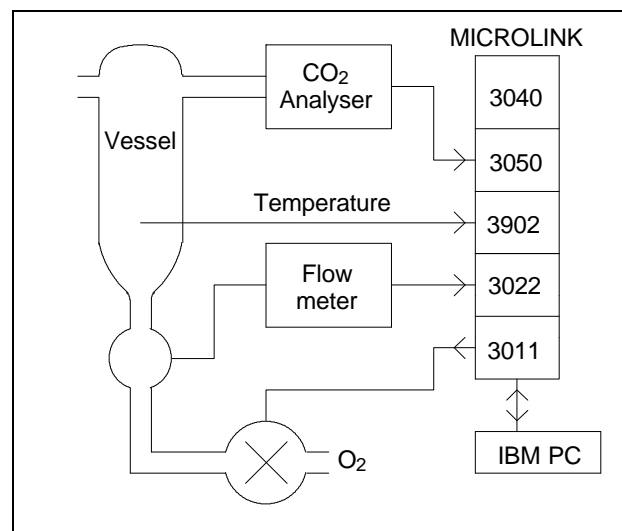 MICROLINK
CO₂
Analyser
3040
Vessel
3050
Temperature
3902
Flow
meter
3022
3011
O₂
IBM PC